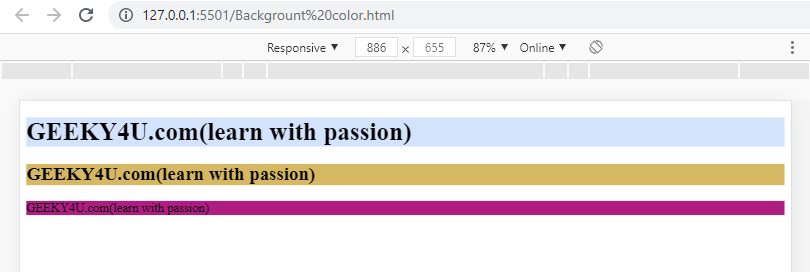 127.0.0.1:5501/Backgrount%20color.html
Responsive ▼ 886 × 655 87% ▼ Online ▼
GEEKY4U.com(learn with passion)
GEEKY4U.com(learn with passion)
GEEKY4U.com(learn with passion)